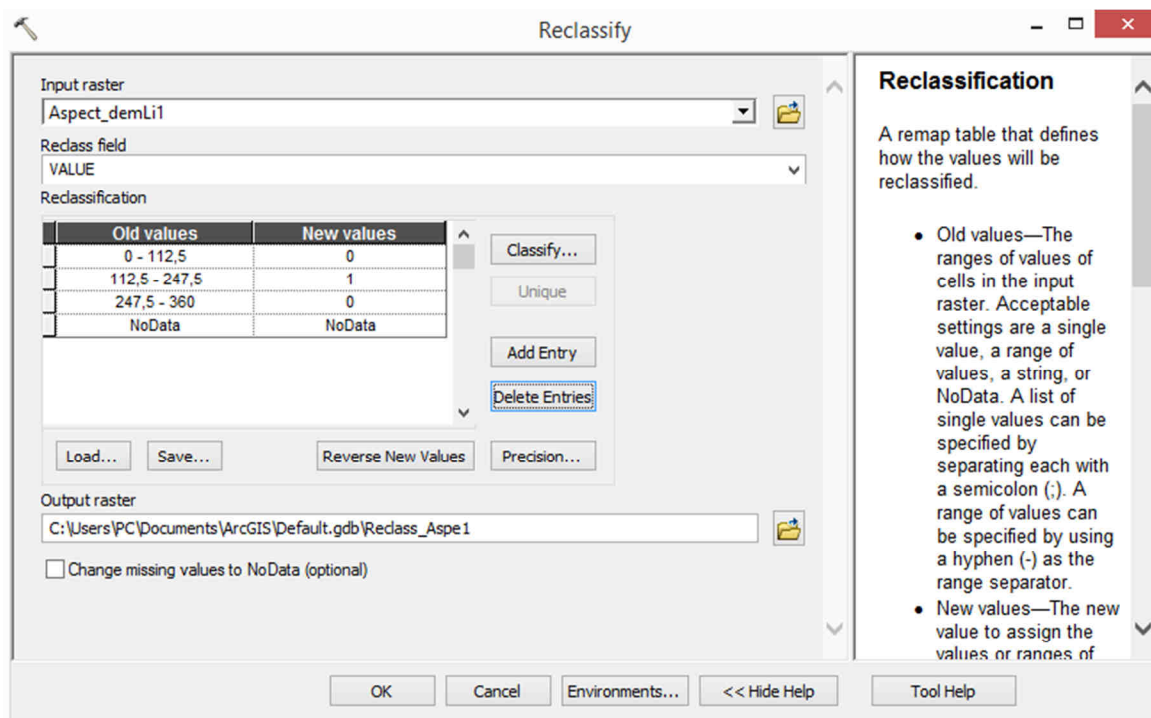 Reclassify
Input raster
Aspect_demLi1
Reclass field
VALUE
Reclassification
Old values New values
0 - 112,5 0
112,5 - 247,5 1
247,5 - 360 0
NoData NoData
Classify...
Unique
Add Entry
Delete Entries
Load... Save... Reverse New Values Precision...
Output raster
C:\Users\PC\Documents\ArcGIS\Default.gdb\Reclass_Aspe1
Change missing values to NoData (optional)
Reclassification
A remap table that defines
how the values will be
reclassified.
• Old values—The
ranges of values of
cells in the input
raster. Acceptable
settings are a single
value, a range of
values, a string, or
NoData. A list of
single values can be
specified by
separating each with
a semicolon (;). A
range of values can
be specified by using
a hyphen (-) as the
range separator.
• New values—The new
value to assign the
values or ranges of
OK Cancel Environments... << Hide Help Tool Help